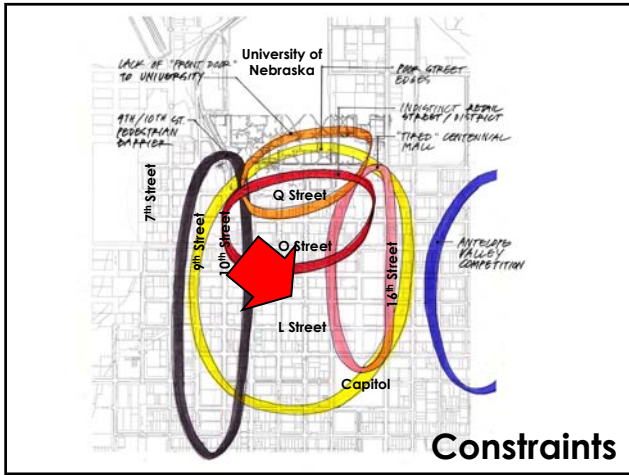 University of
Nebraska
LACK OF "FRONT DOOR"
TO UNIVERSITY
POOR STREET
EDGES
9TH/10TH ST.
PEDESTRIAN
BARRIER
INDISTINCT RETAIL
STREET/DISTRICT
"TIRED" CENTENNIAL
MALL
7th Street
9th Street
10th Street
Q Street
O Street
16th Street
ANTELOPE
VALLEY
COMPETITION
L Street
Capitol
Constraints